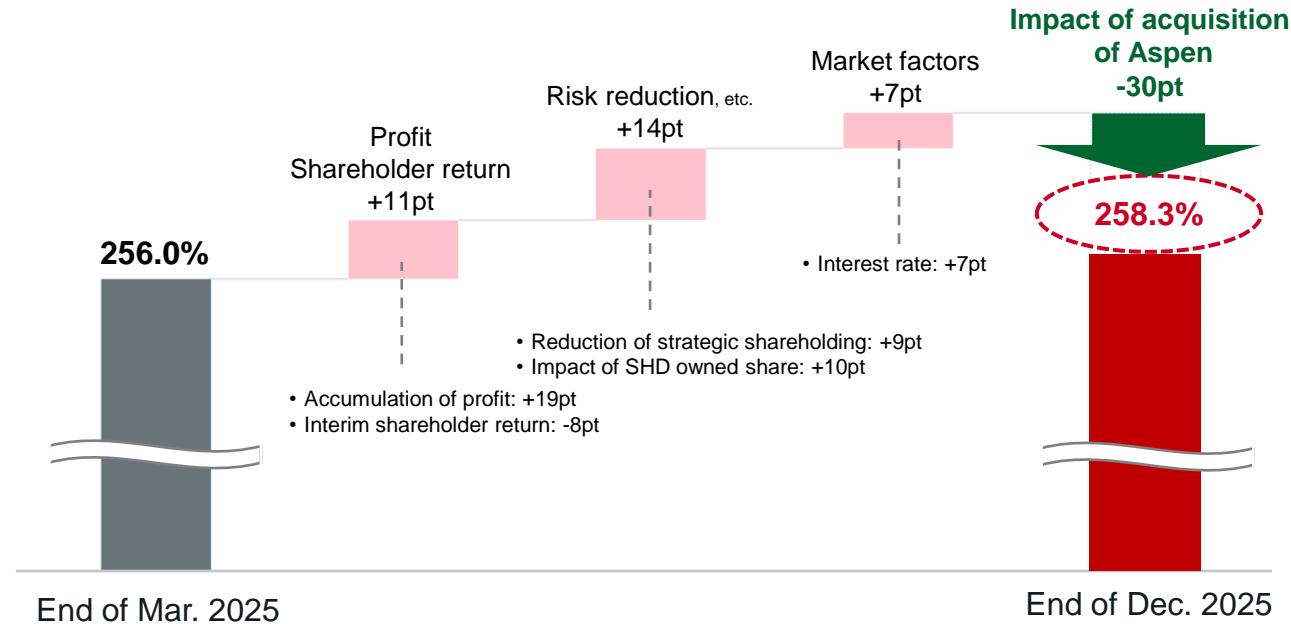 Impact of acquisition
of Aspen
-30pt
Market factors
+7pt
Risk reduction, etc.
+14pt
Profit
Shareholder return
+11pt
256.0%
258.3%
• Interest rate: +7pt
• Reduction of strategic shareholding: +9pt
• Impact of SHD owned share: +10pt
• Accumulation of profit: +19pt
• Interim shareholder return: -8pt
End of Mar. 2025
End of Dec. 2025